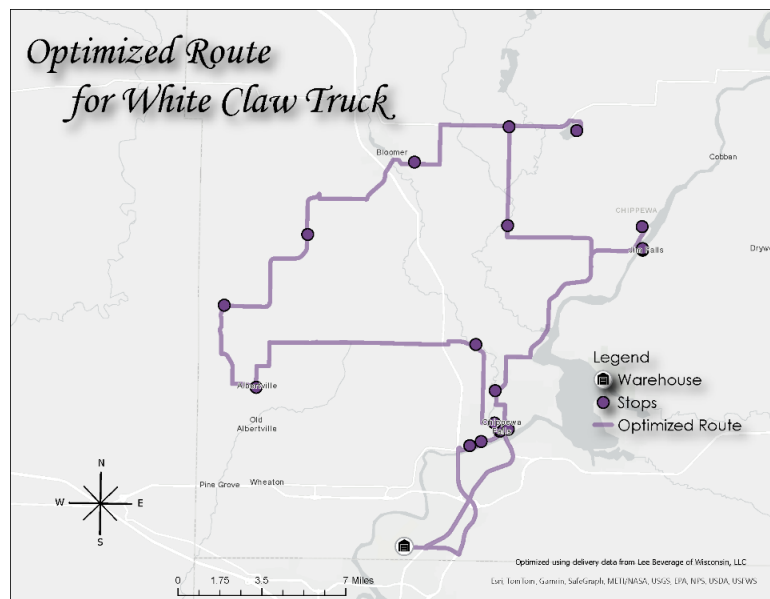 Optimized Route
for White Claw Truck
Bloomer
Cobban
CHIPPEWA
Jim Falls
Legend
Warehouse
Stops
Optimized Route
Albertville
Old
Albertville
Chippewa
Falls
Pine Grove
Wheaton
N
W
E
S
0 1.75 3.5 7 Miles
Optimized using delivery data from Lee Beverage of Wisconsin, LLC
Esri, TomTom, Garmin, SafeGraph, METI/NASA, USGS, EPA, NPS, USDA, USFWS